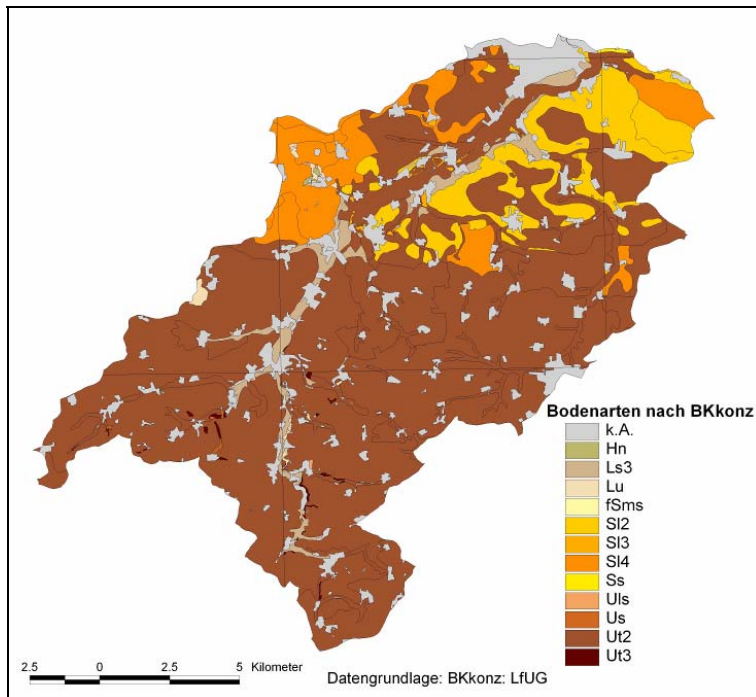 Bodenarten nach BKkonz
k.A.
Hn
Ls3
Lu
fSms
Sl2
Sl3
Sl4
Ss
Uls
Us
Ut2
Ut3
2.5 0 2.5 5 Kilometer
Datengrundlage: BKkonz: LfUG